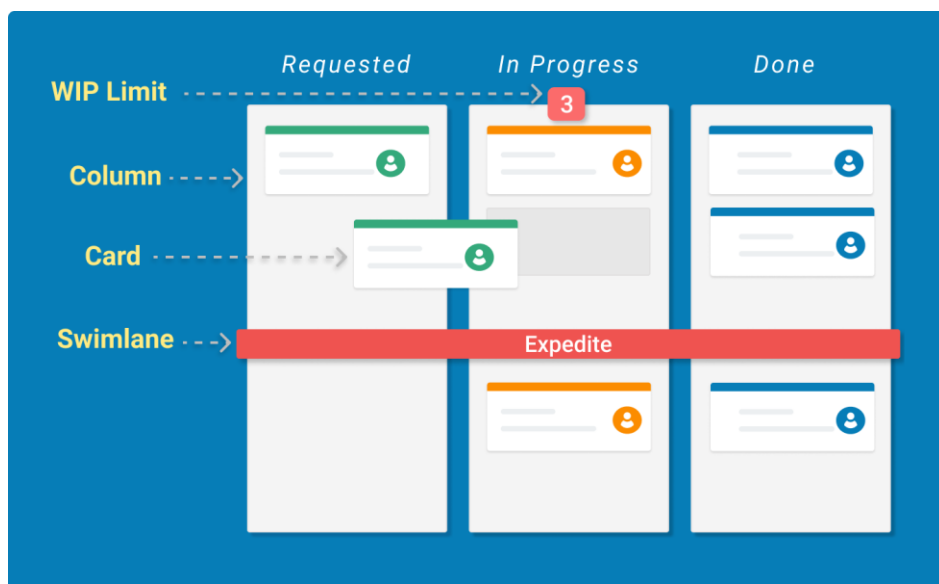 Requested
In Progress
Done
WIP Limit
3
Column
Card
Swimlane
Expedite